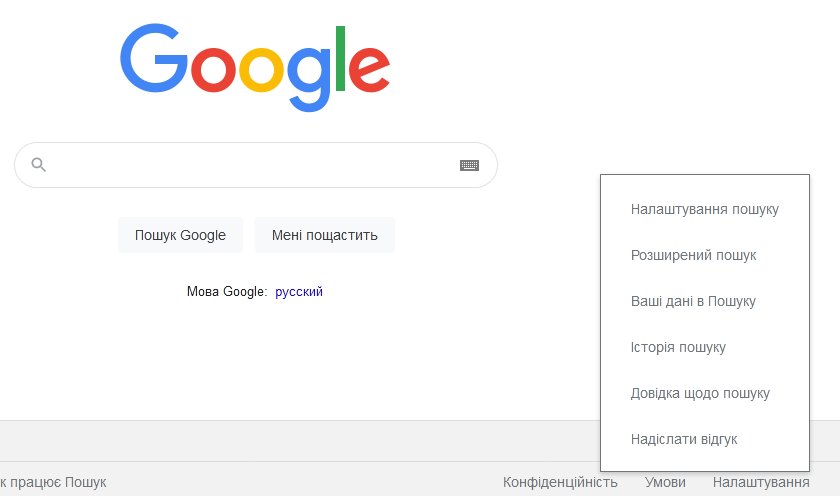 Google
Пошук Google
Мені пощастить
Мова Google: русский
Налаштування пошуку
Розширений пошук
Ваші дані в Пошуку
Історія пошуку
Довідка щодо пошуку
Надіслати відгук
к працює Пошук
Конфіденційність
Умови
Налаштування